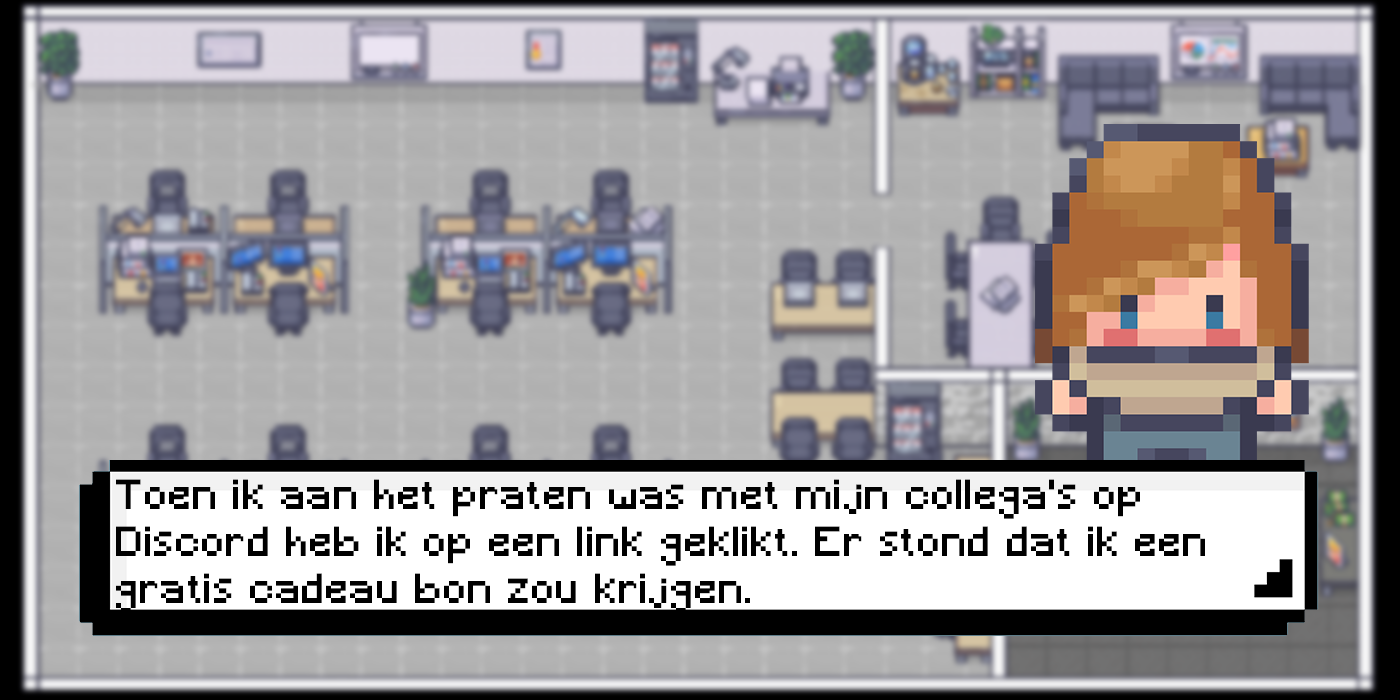 Toen ik aan het praten was met mijn collega's op
Discord heb ik op een link geklikt. Er stond dat ik een
gratis cadeau bon zou krijgen.